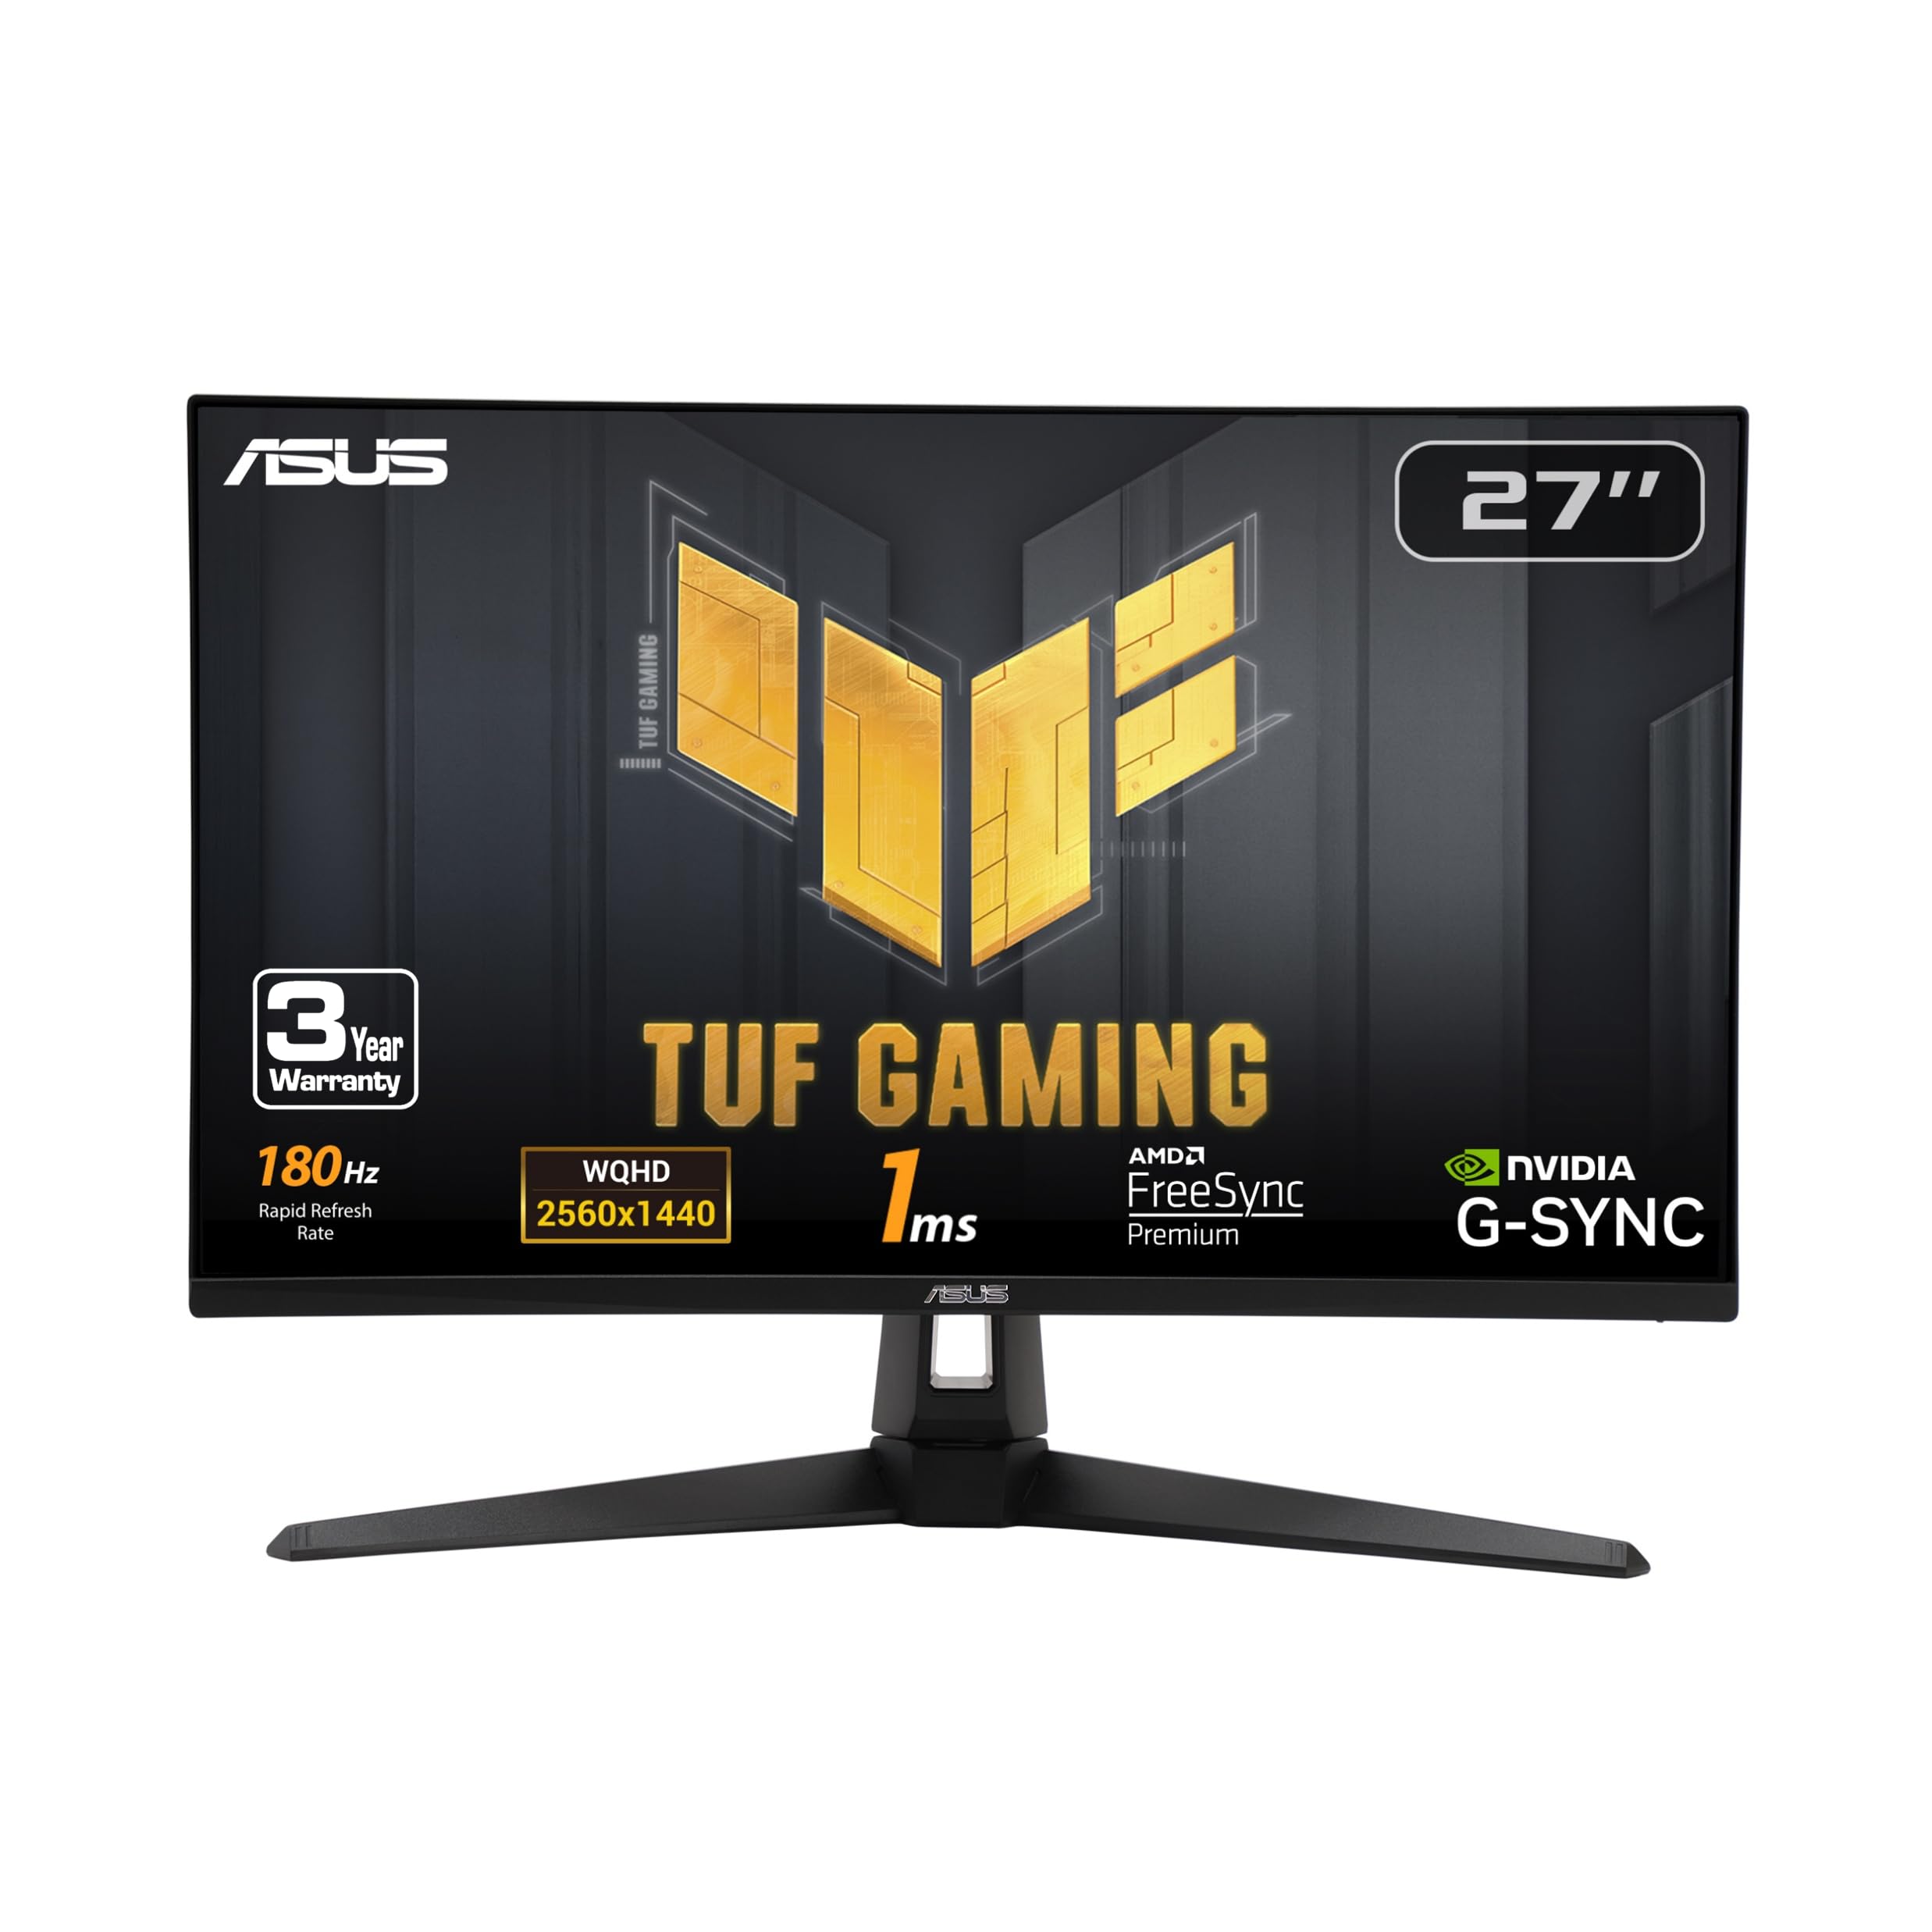 ASUS
27"
TUF GAMING
3 Year
Warranty
TUF GAMING
180Hz
Rapid Refresh
Rate
WQHD
2560x1440
1ms
AMD
FreeSync
Premium
NVIDIA
G-SYNC
ASUS